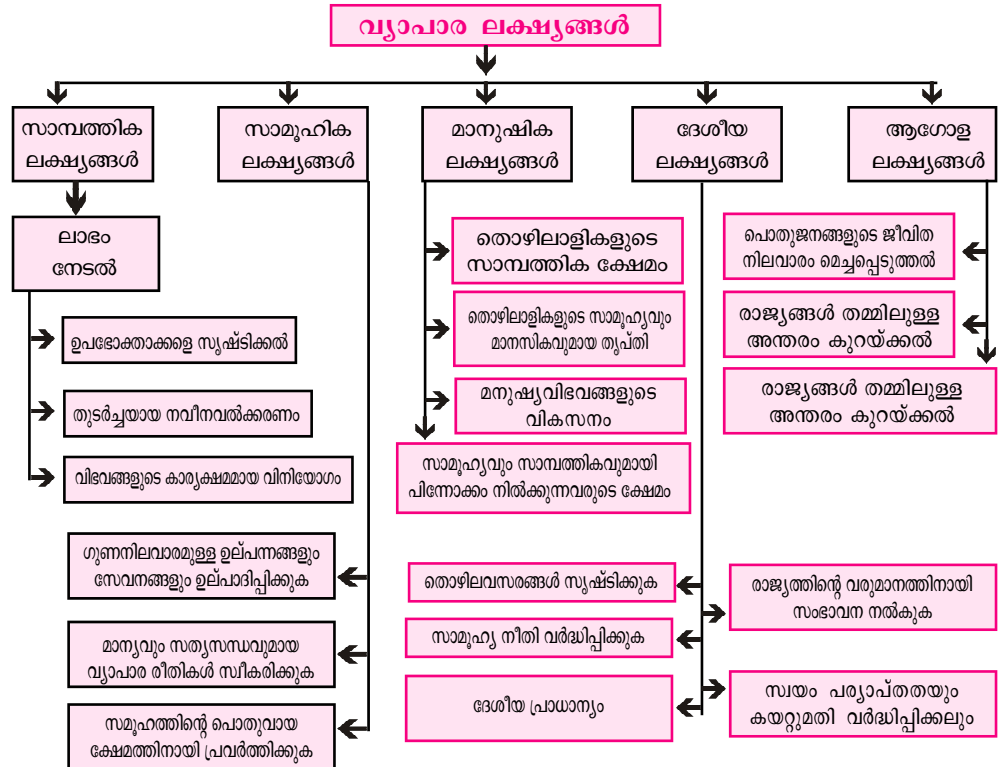 വ്യാപാര ലക്ഷ്യങ്ങൾ
സാമ്പത്തിക
ലക്ഷ്യങ്ങൾ
സാമൂഹിക
ലക്ഷ്യങ്ങൾ
മാനുഷിക
ലക്ഷ്യങ്ങൾ
ദേശീയ
ലക്ഷ്യങ്ങൾ
ആഗോള
ലക്ഷ്യങ്ങൾ
ലാഭം
നേടൽ
ഉപഭോക്താക്കളെ സൃഷ്ടിക്കൽ
തുടർച്ചയായ നവീനവൽക്കരണം
വിഭവങ്ങളുടെ കാര്യക്ഷമമായ വിനിയോഗം
ഗുണനിലവാരമുള്ള ഉല്പന്നങ്ങളും
സേവനങ്ങളും ഉല്പാദിപ്പിക്കുക
മാന്യവും സത്യസന്ധവുമായ
വ്യാപാര രീതികൾ സ്വീകരിക്കുക
സമൂഹത്തിന്റെ പൊതുവായ
ക്ഷേമത്തിനായി പ്രവർത്തിക്കുക
തൊഴിലാളികളുടെ
സാമ്പത്തിക ക്ഷേമം
തൊഴിലാളികളുടെ സാമൂഹ്യവും
മാനസികവുമായ തൃപ്തി
മനുഷ്യവിഭവങ്ങളുടെ
വികസനം
സാമൂഹ്യവും സാമ്പത്തികവുമായി
പിന്നോക്കം നിൽക്കുന്നവരുടെ ക്ഷേമം
തൊഴിലവസരങ്ങൾ സൃഷ്ടിക്കുക
സാമൂഹ്യ നീതി വർദ്ധിപ്പിക്കുക
ദേശീയ പ്രാധാന്യം
രാജ്യത്തിന്റെ വരുമാനത്തിനായി
സംഭാവന നൽകുക
സ്വയം പര്യാപ്തതയും
കയറ്റുമതി വർദ്ധിപ്പിക്കലും
പൊതുജനങ്ങളുടെ ജീവിത
നിലവാരം മെച്ചപ്പെടുത്തൽ
രാജ്യങ്ങൾ തമ്മിലുള്ള
അന്തരം കുറയ്ക്കൽ
രാജ്യങ്ങൾ തമ്മിലുള്ള
അന്തരം കുറയ്ക്കൽ